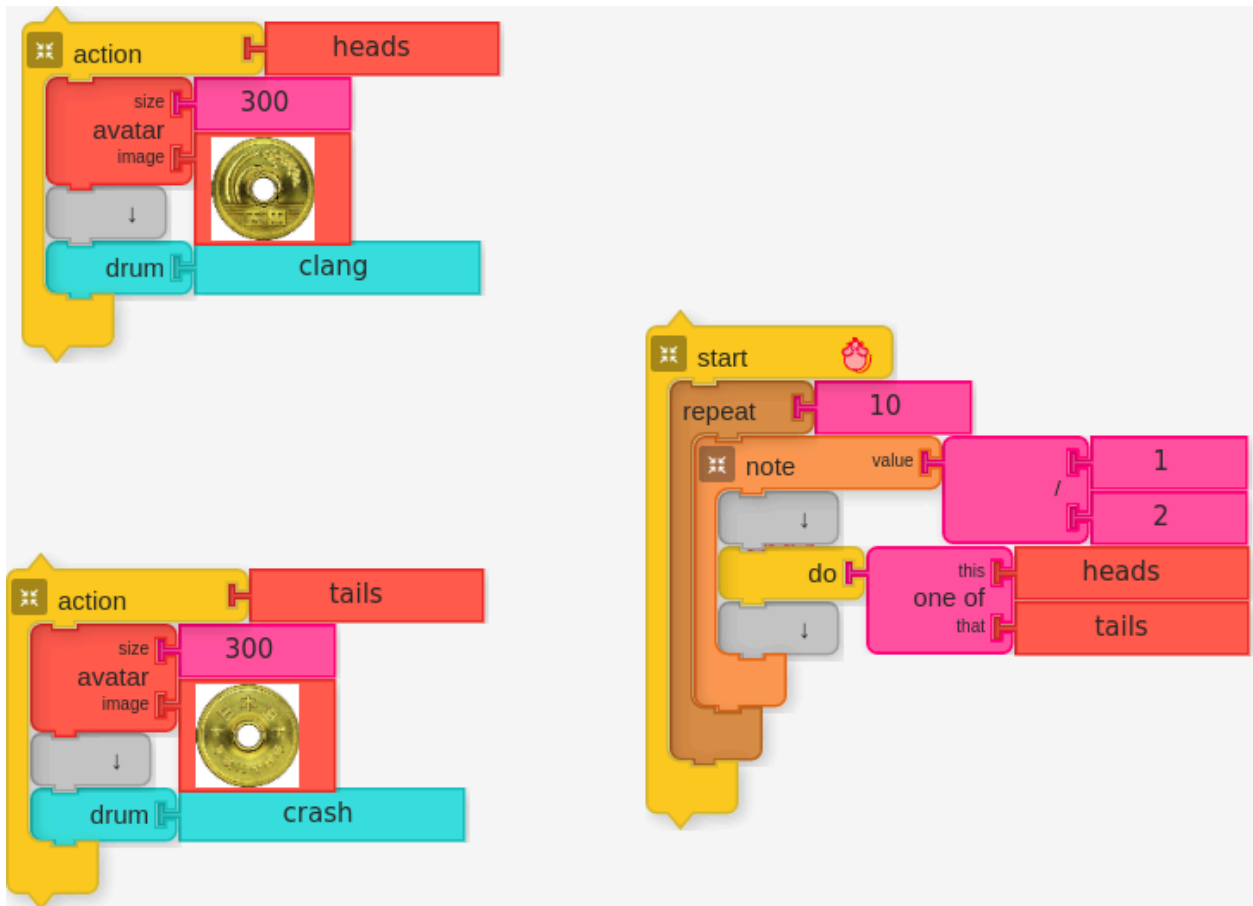 action heads
size 300
avatar
image
↓
drum clang
start
repeat 10
note value / 1
2
↓
do one of this heads
that tails
↓
action tails
size 300
avatar
image
↓
drum crash